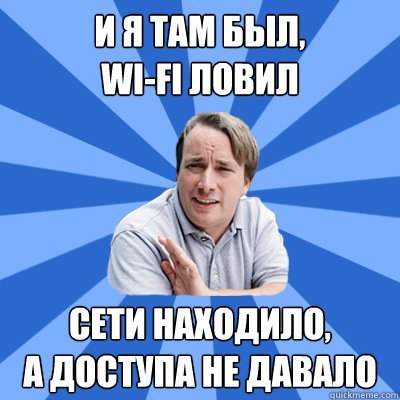 И Я ТАМ БЫЛ,
WI-FI ЛОВИЛ
СЕТИ НАХОДИЛО,
А ДОСТУПА НЕ ДАВАЛО
quickmeme.com